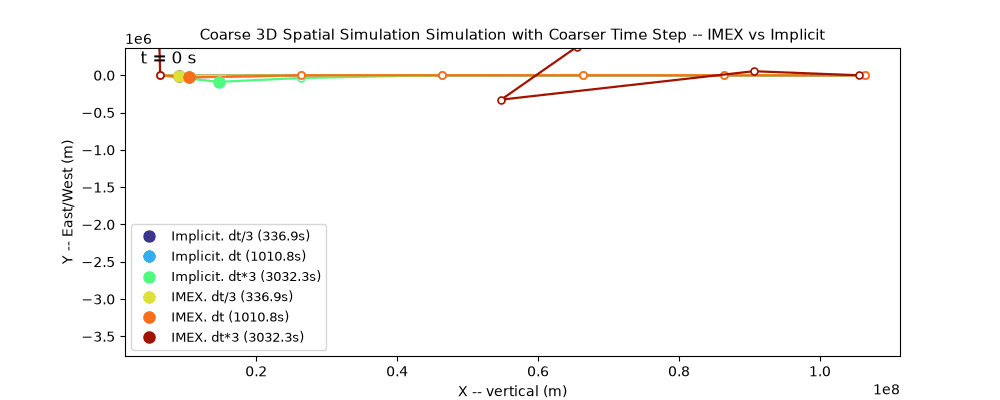 Coarse 3D Spatial Simulation Simulation with Coarser Time Step -- IMEX vs Implicit
1e6
t = 0 s
0.0
−0.5
−1.0
−1.5
−2.0
−2.5
−3.0
−3.5
Y -- East/West (m)
Implicit. dt/3 (336.9s)
Implicit. dt (1010.8s)
Implicit. dt*3 (3032.3s)
IMEX. dt/3 (336.9s)
IMEX. dt (1010.8s)
IMEX. dt*3 (3032.3s)
0.2 0.4 0.6 0.8 1.0
X -- vertical (m)
1e8